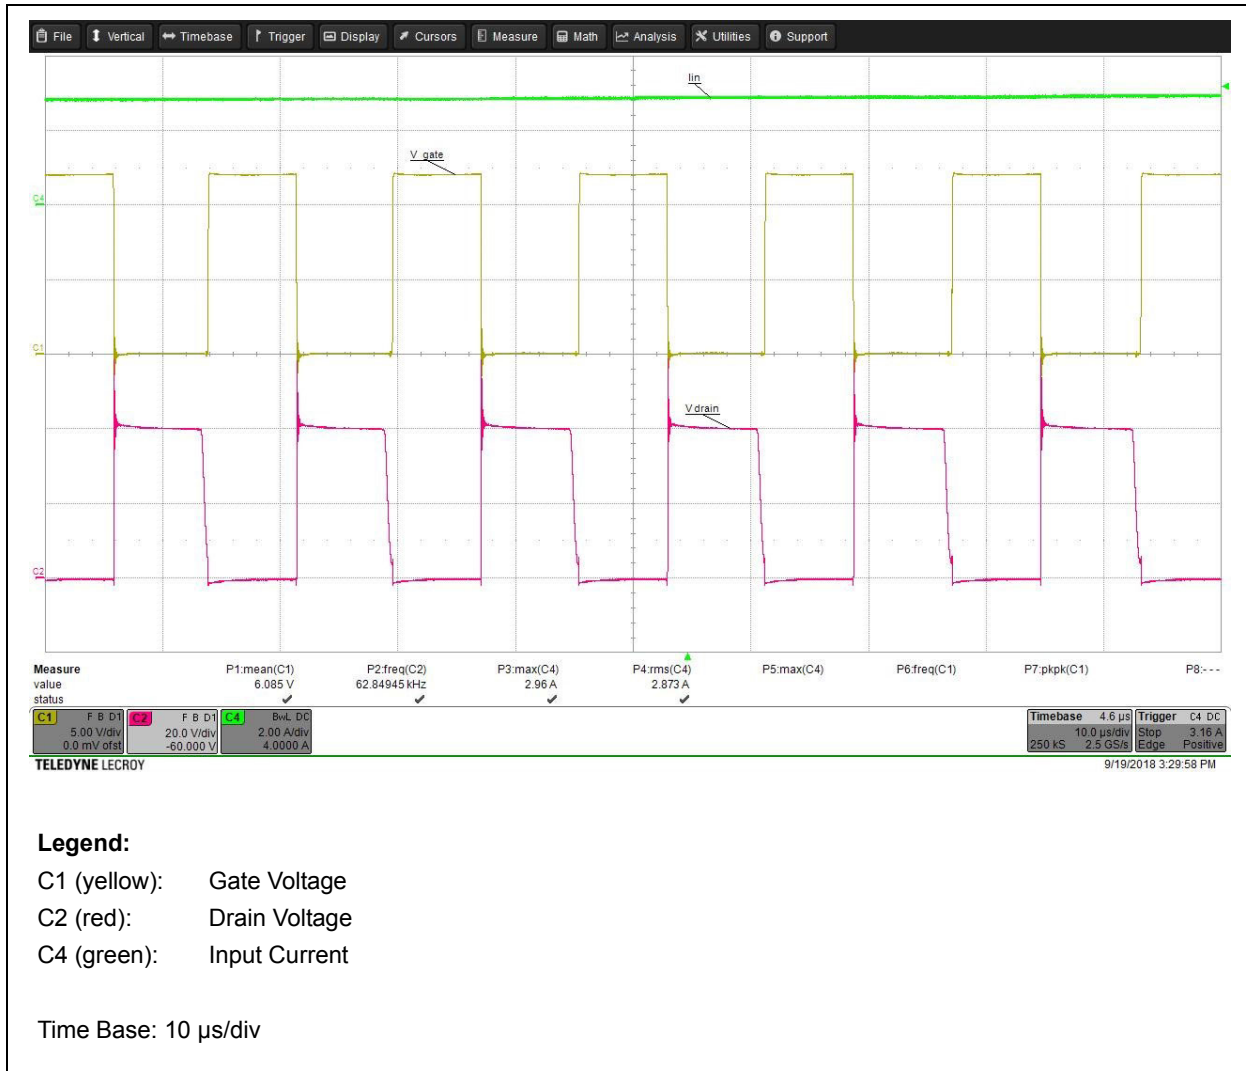 File Vertical Timebase Trigger Display Cursors Measure Math Analysis Utilities Support
Iin
V_gate
C4
C1
V drain
C2
Measure P1:mean(C1) P2:freq(C2) P3:max(C4) P4:rms(C4) P5:max(C4) P6:freq(C1) P7:pkpk(C1) P8:---
value 6.085 V 62.84945 kHz 2.96 A 2.873 A
status ✔ ✔ ✔ ✔
C1 F B D1 C2 F B D1 C4 BwL DC Timebase 4.6 µs Trigger C4 DC
5.00 V/div 20.0 V/div 2.00 A/div 10.0 µs/div Stop 3.16 A
0.0 mV ofst -60.000 V 4.0000 A 250 kS 2.5 GS/s Edge Positive
TELEDYNE LECROY 9/19/2018 3:29:58 PM
Legend:
C1 (yellow): Gate Voltage
C2 (red): Drain Voltage
C4 (green): Input Current
Time Base: 10 µs/div